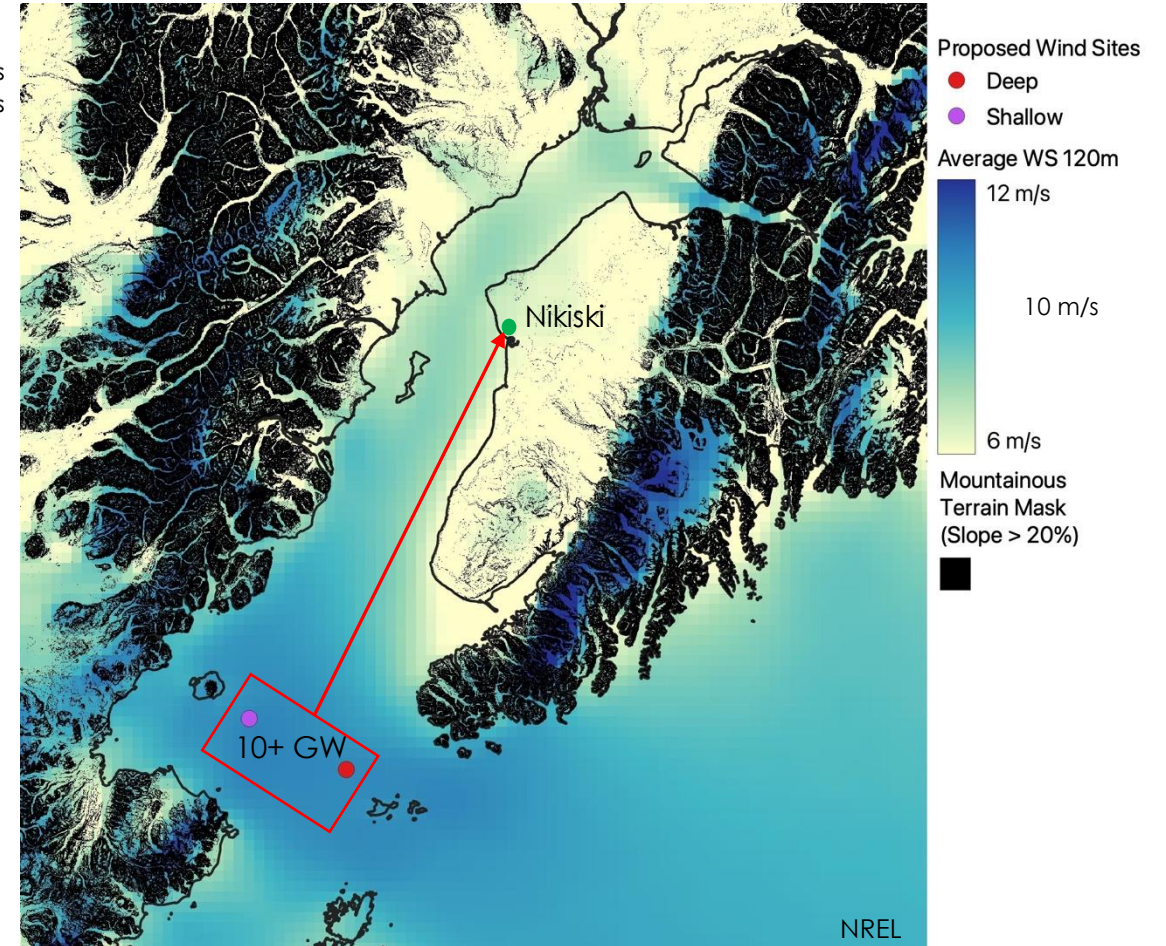 s
s
Proposed Wind Sites
Deep
Shallow
Average WS 120m
12 m/s
10 m/s
6 m/s
Mountainous
Terrain Mask
(Slope > 20%)
Nikiski
10+ GW
NREL